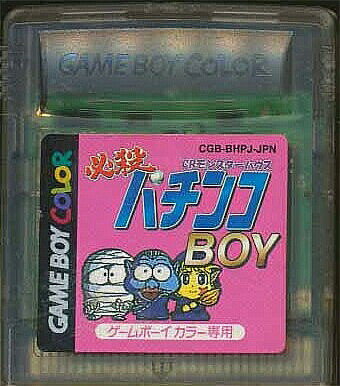 GAME BOY COLOR
CGB-BHPJ-JPN
GAME BOY COLOR
必殺
CRモンスターハウス
パチンコ
BOY
ゲームボーイカラー専用